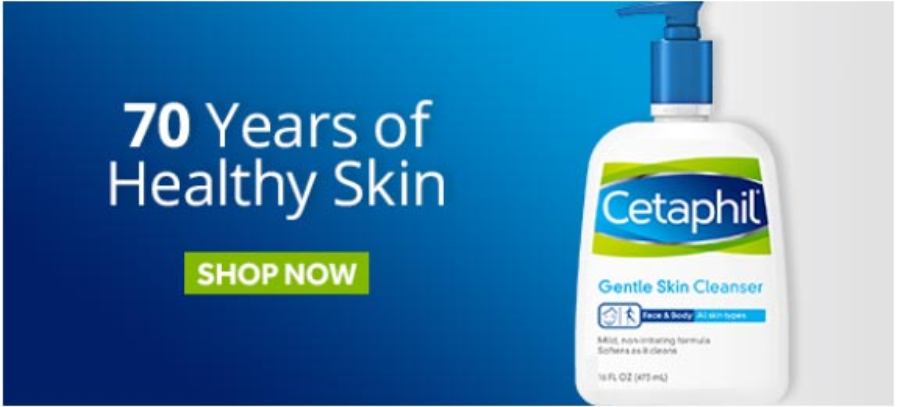 70 Years of
Healthy Skin
SHOP NOW
Cetaphil
Gentle Skin Cleanser
Face & Body All skin types
Mild, non-irritating formula
Softens as it cleans
16 FL OZ (473 mL)